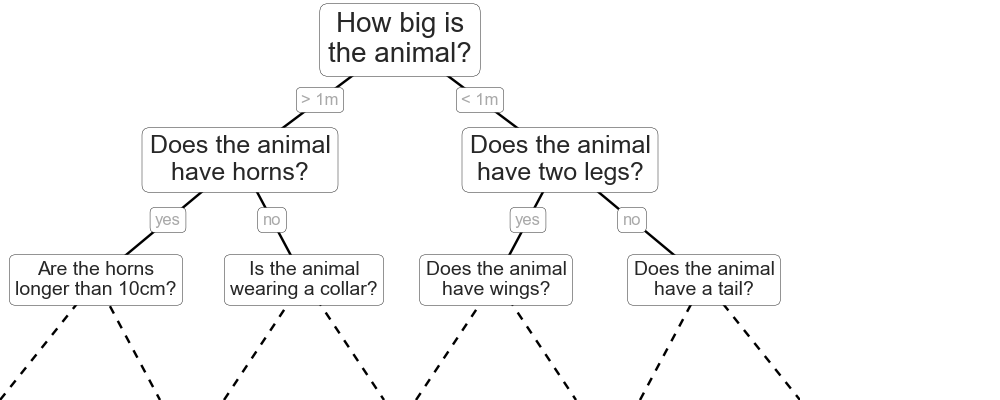 How big is
the animal?
> 1m
< 1m
Does the animal
have horns?
Does the animal
have two legs?
yes
no
yes
no
Are the horns
longer than 10cm?
Is the animal
wearing a collar?
Does the animal
have wings?
Does the animal
have a tail?